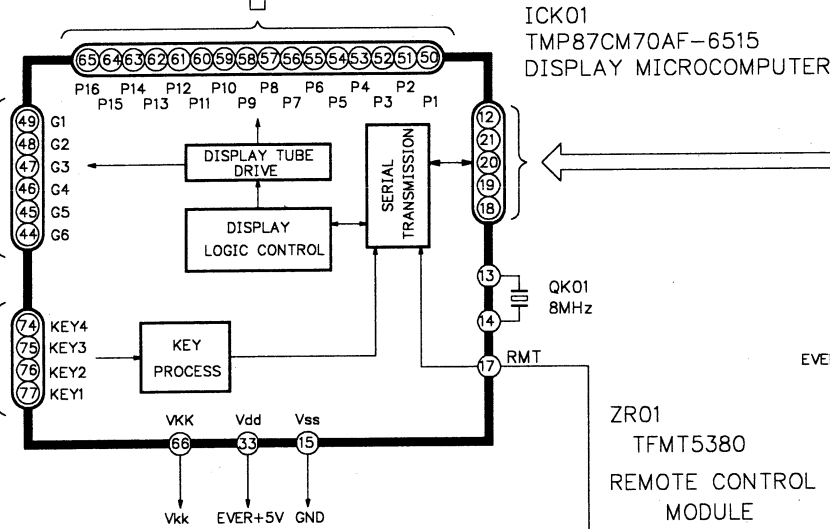 ICK01
TMP87CM70AF-6515
DISPLAY MICROCOMPUTER
65 64 63 62 61 60 59 58 57 56 55 54 53 52 51 50
P16 P14 P12 P10 P8 P6 P4 P2
P15 P13 P11 P9 P7 P5 P3 P1
49 G1
48 G2
47 G3
46 G4
45 G5
44 G6
DISPLAY TUBE
DRIVE
DISPLAY
LOGIC CONTROL
SERIAL
TRANSMISSION
12
21
20
19
18
13
14
QK01
8MHz
74 KEY4
75 KEY3
76 KEY2
77 KEY1
KEY
PROCESS
17 RMT
EVER
ZR01
TFMT5380
REMOTE CONTROL
MODULE
VKK Vdd Vss
66 33 15
Vkk EVER+5V GND